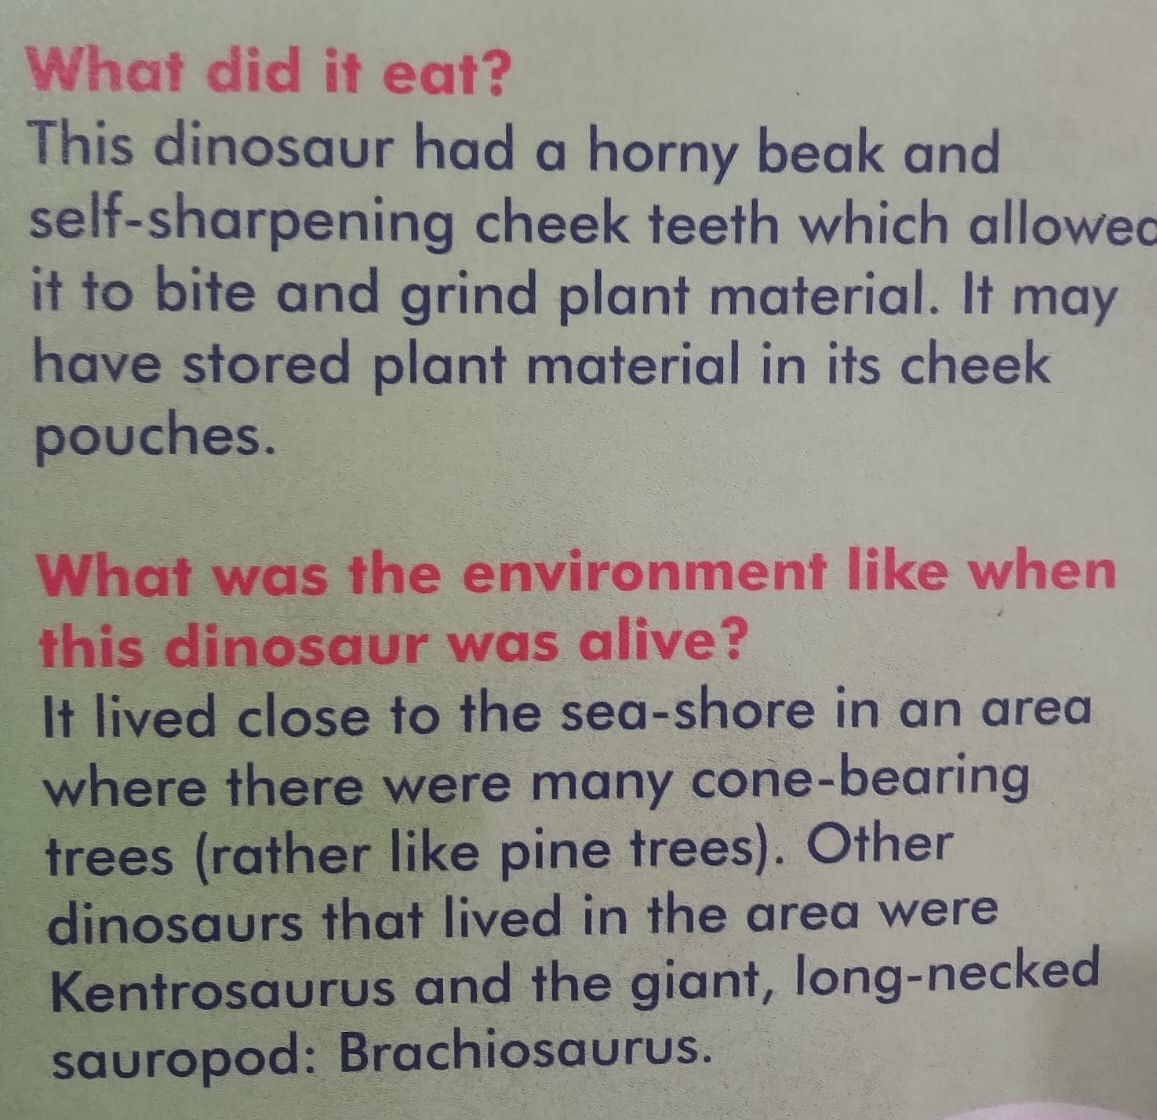 What did it eat?
This dinosaur had a horny beak and
self-sharpening cheek teeth which allowed
it to bite and grind plant material. It may
have stored plant material in its cheek
pouches.
What was the environment like when
this dinosaur was alive?
It lived close to the sea-shore in an area
where there were many cone-bearing
trees (rather like pine trees). Other
dinosaurs that lived in the area were
Kentrosaurus and the giant, long-necked
sauropod: Brachiosaurus.